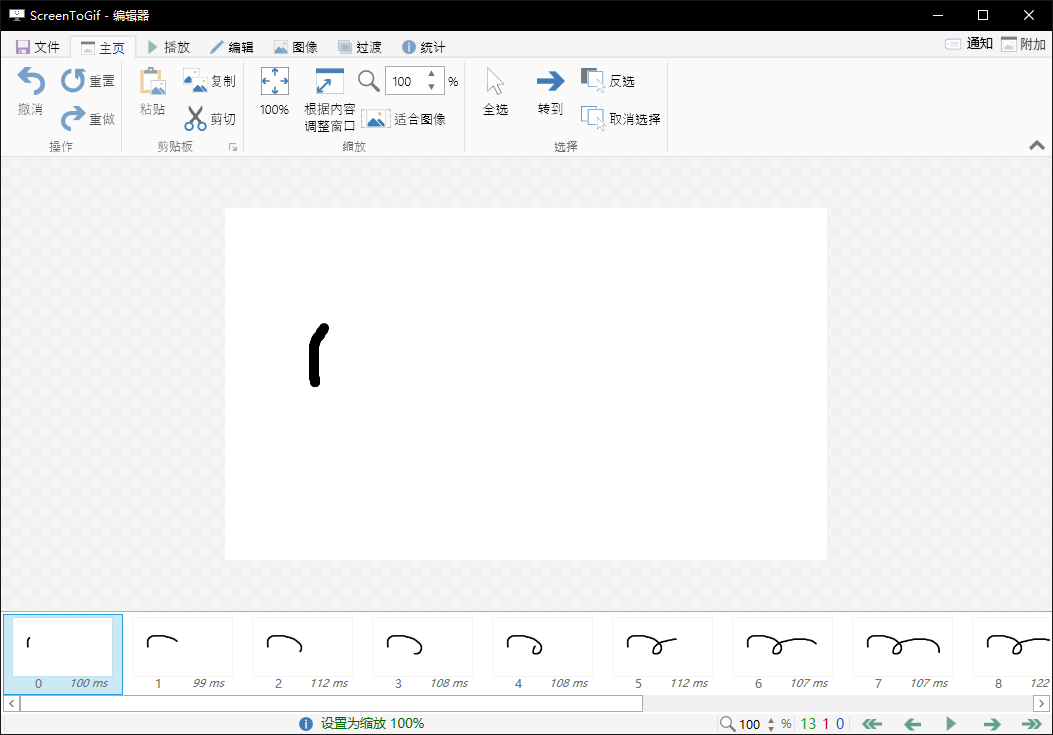 ScreenToGif - 编辑器
文件 主页 播放 编辑 图像 过渡 统计 通知 附加
撤消 重置 重做 操作
粘贴 复制 剪切 剪贴板
100% 根据内容调整窗口 100 % 适合图像 缩放
全选 转到 反选 取消选择 选择
0 100 ms 1 99 ms 2 112 ms 3 108 ms 4 108 ms 5 112 ms 6 107 ms 7 107 ms 8 122
设置为缩放 100% 100 % 13 1 0